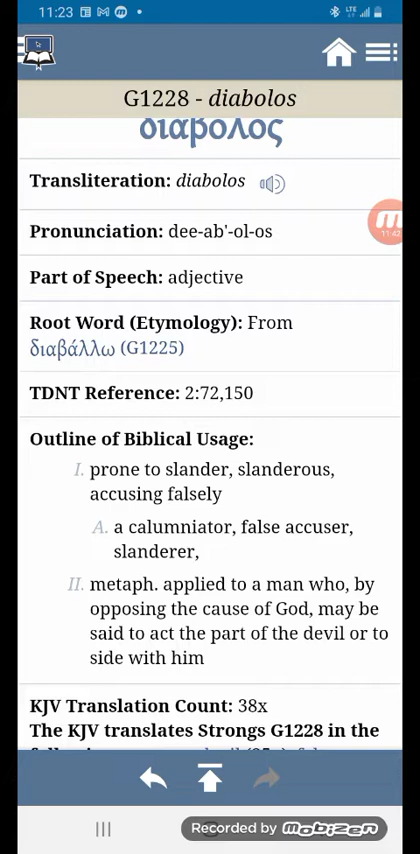 11:23
LTE
G1228 - diabolos
διάβολος
Transliteration: diabolos
11:42
Pronunciation: dee-ab'-ol-os
Part of Speech: adjective
Root Word (Etymology): From
διαβάλλω (G1225)
TDNT Reference: 2:72,150
Outline of Biblical Usage:
I. prone to slander, slanderous,
accusing falsely
A. a calumniator, false accuser,
slanderer,
II. metaph. applied to a man who, by
opposing the cause of God, may be
said to act the part of the devil or to
side with him
KJV Translation Count: 38x
The KJV translates Strongs G1228 in the
Recorded by mobizen